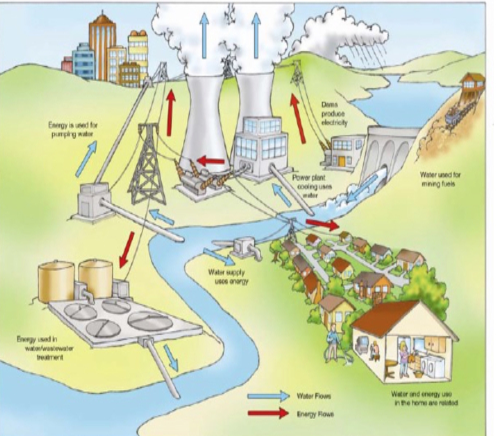 Energy is used for
pumping water
Dams
produce
electricity
Water used for
mining fuels
Power plant
cooling uses
water
Water supply
uses energy
Energy used in
water/wastewater
treatment
Water and energy use
in the home are related
Water Flows
Energy Flows